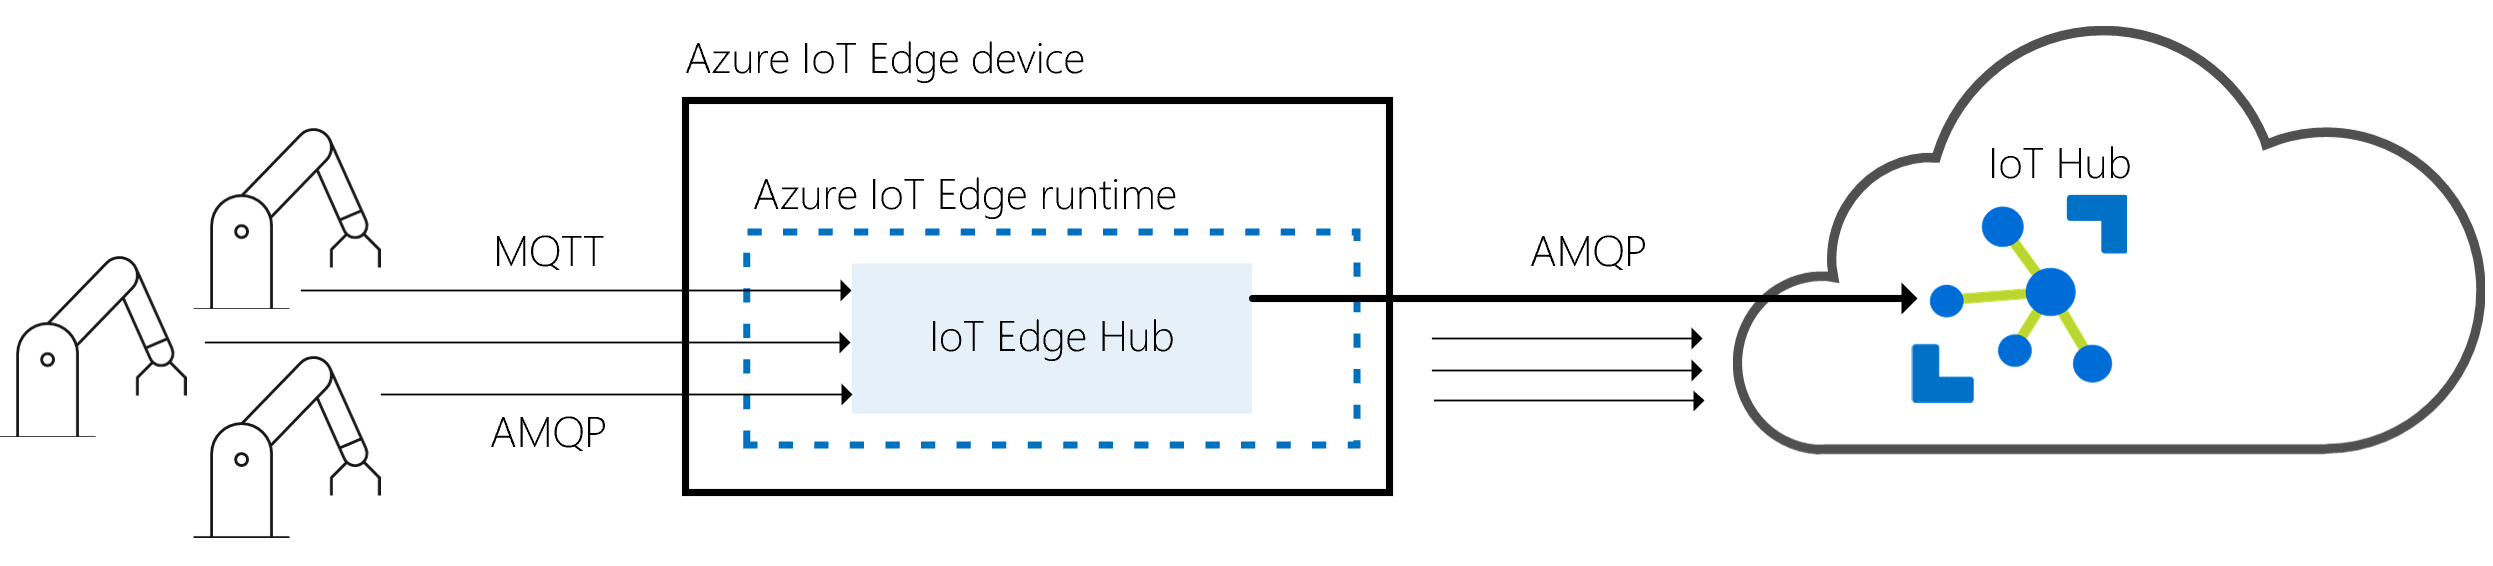 Azure IoT Edge device
Azure IoT Edge runtime
MQTT
AMQP
IoT Edge Hub
AMQP
IoT Hub